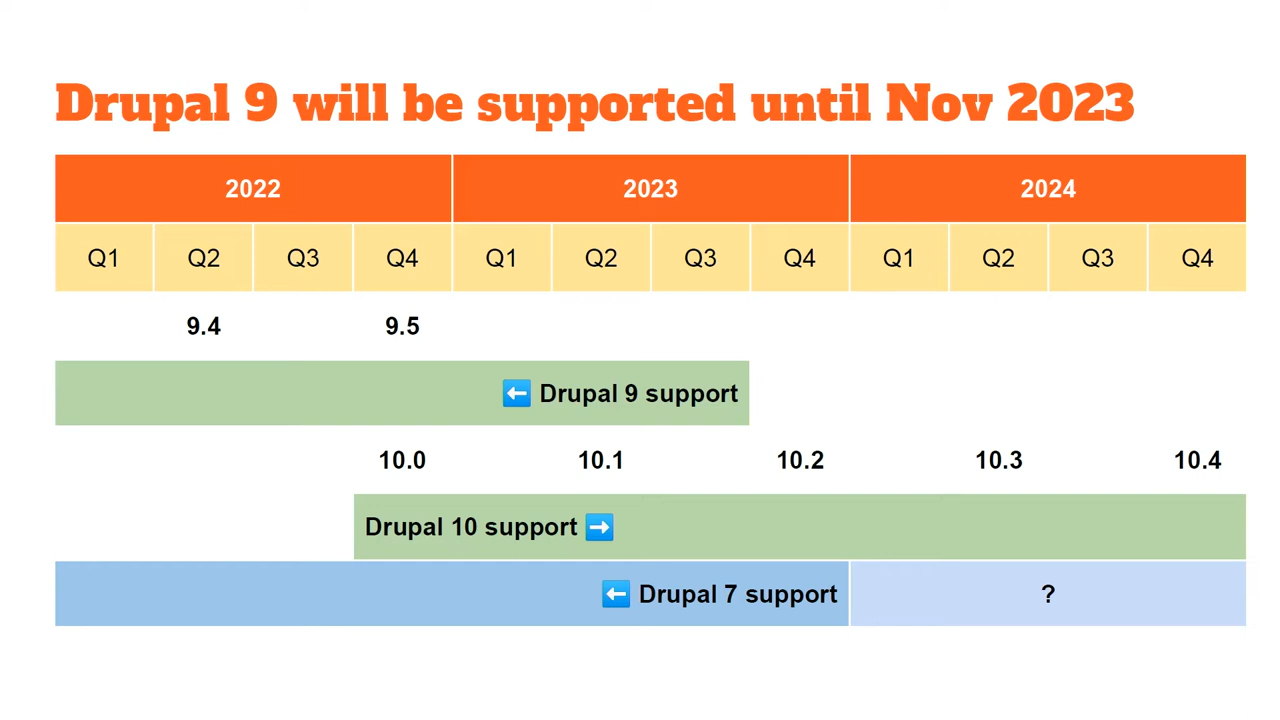 Drupal 9 will be supported until Nov 2023
2022 2023 2024
Q1 Q2 Q3 Q4 Q1 Q2 Q3 Q4 Q1 Q2 Q3 Q4
9.4 9.5
⬅️ Drupal 9 support
10.0 10.1 10.2 10.3 10.4
Drupal 10 support ➡️
⬅️ Drupal 7 support ?